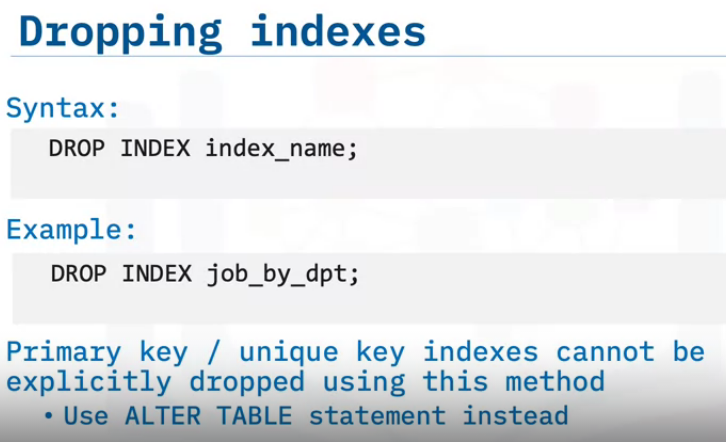 Dropping indexes
Syntax:
DROP INDEX index_name;
Example:
DROP INDEX job_by_dpt;
Primary key / unique key indexes cannot be
explicitly dropped using this method
• Use ALTER TABLE statement instead